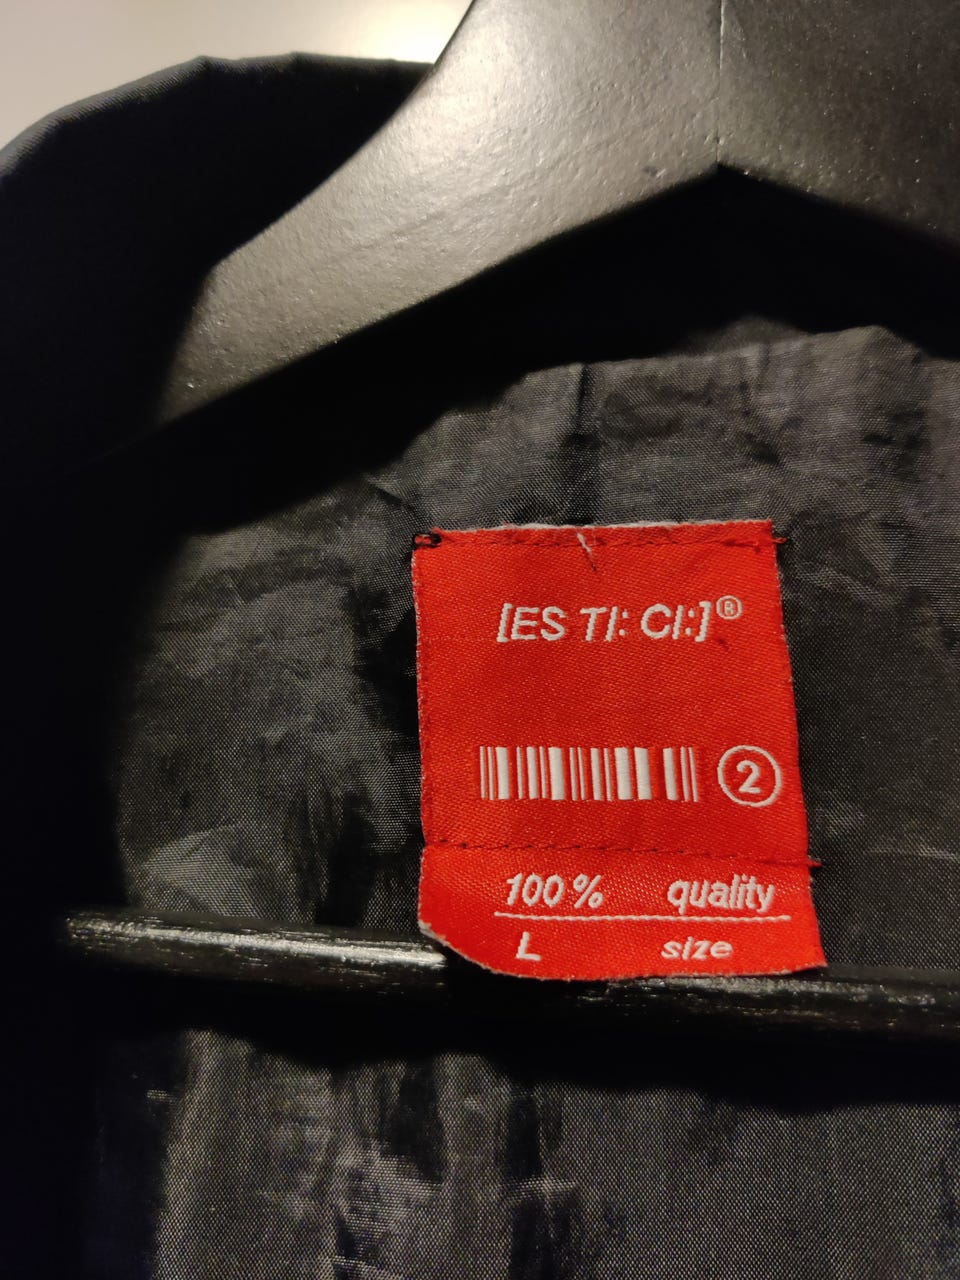 [ES TI: CI:]®
2
100 % quality
L size